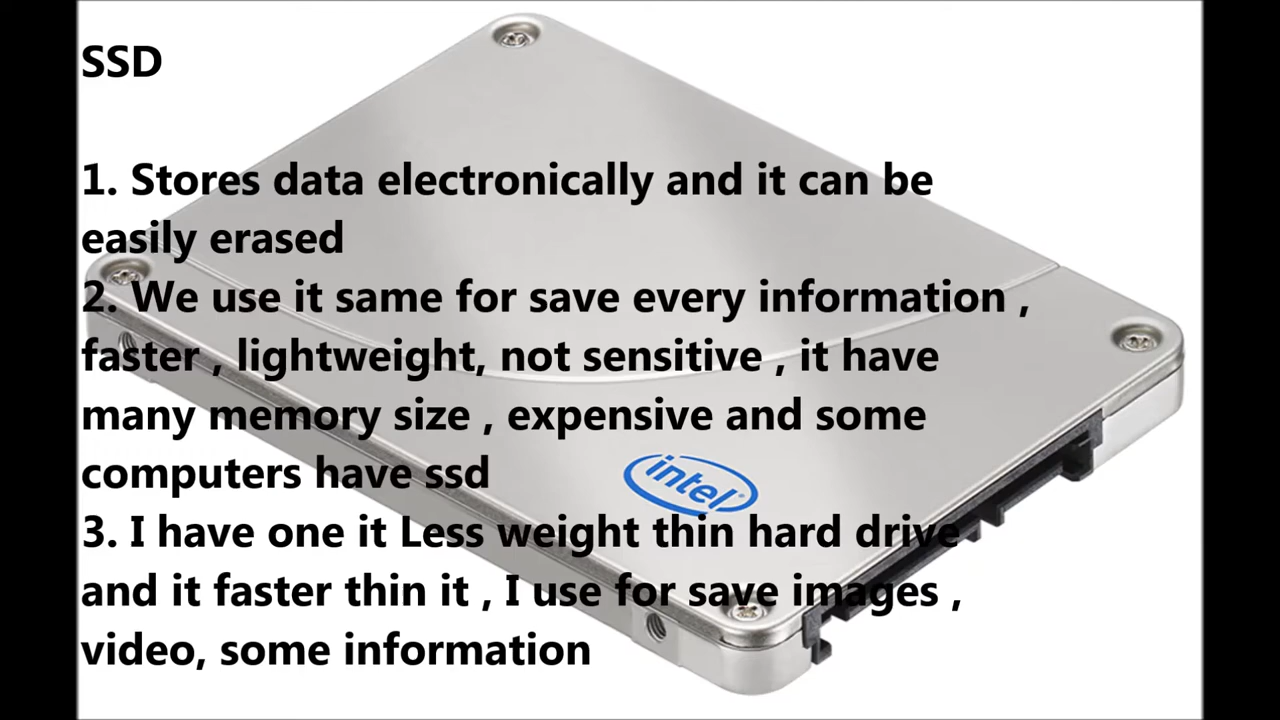 SSD
1. Stores data electronically and it can be
easily erased
2. We use it same for save every information ,
faster , lightweight, not sensitive , it have
many memory size , expensive and some
computers have ssd
intel
3. I have one it Less weight thin hard drive
and it faster thin it , I use for save images ,
video, some information